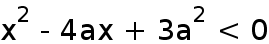 x² - 4ax + 3a² < 0